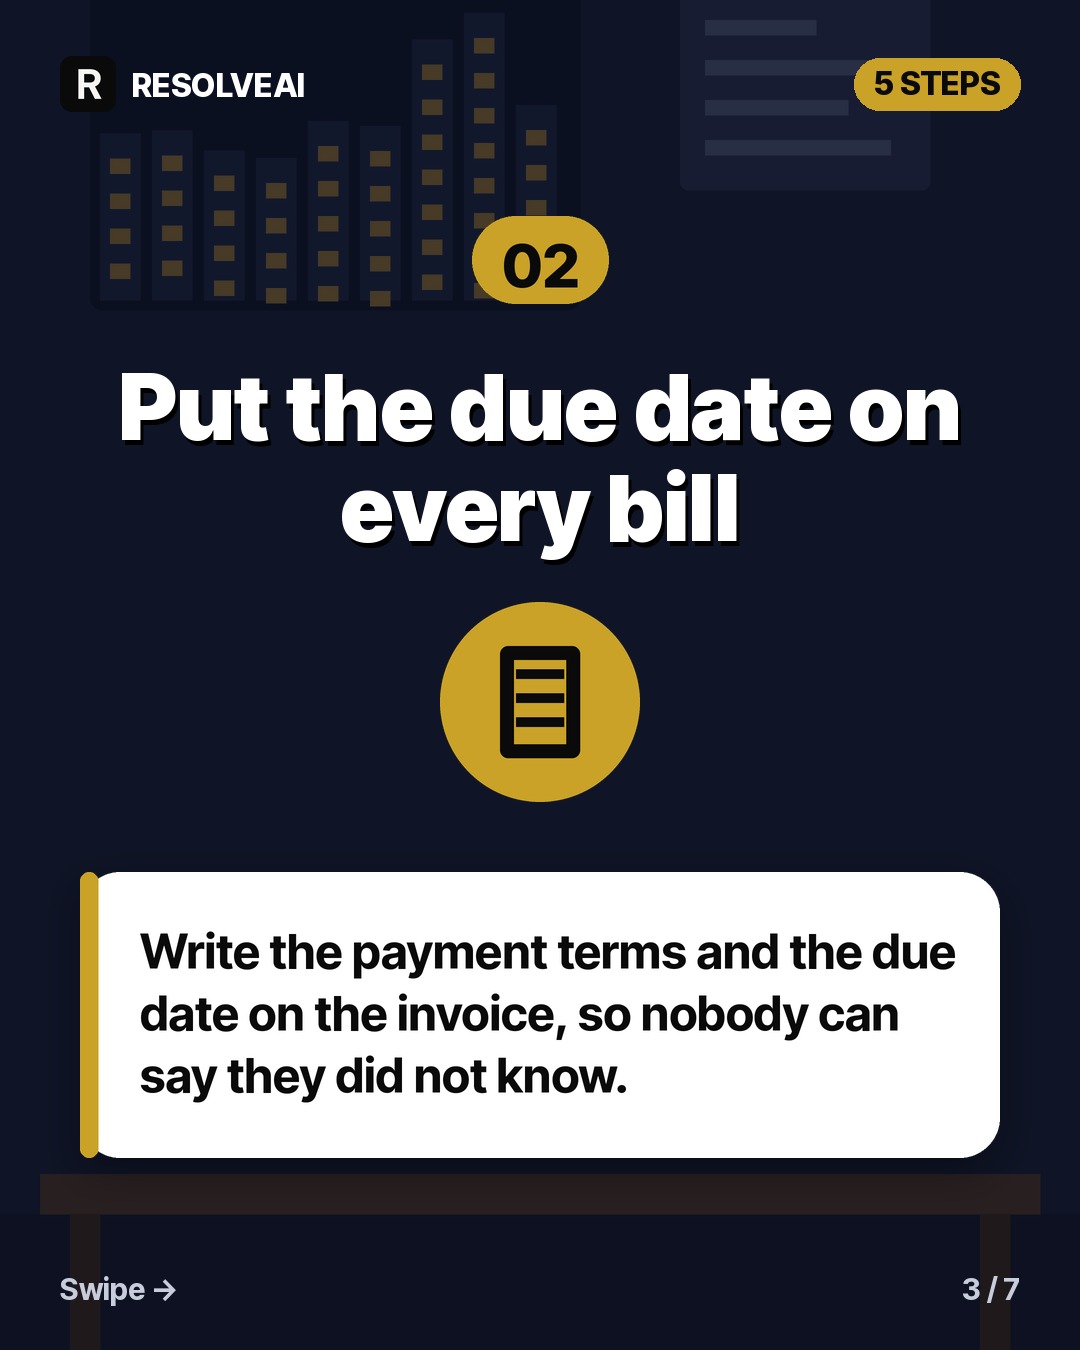 R RESOLVEAI
5 STEPS
02
Put the due date on
every bill
Write the payment terms and the due
date on the invoice, so nobody can
say they did not know.
Swipe →
3 / 7